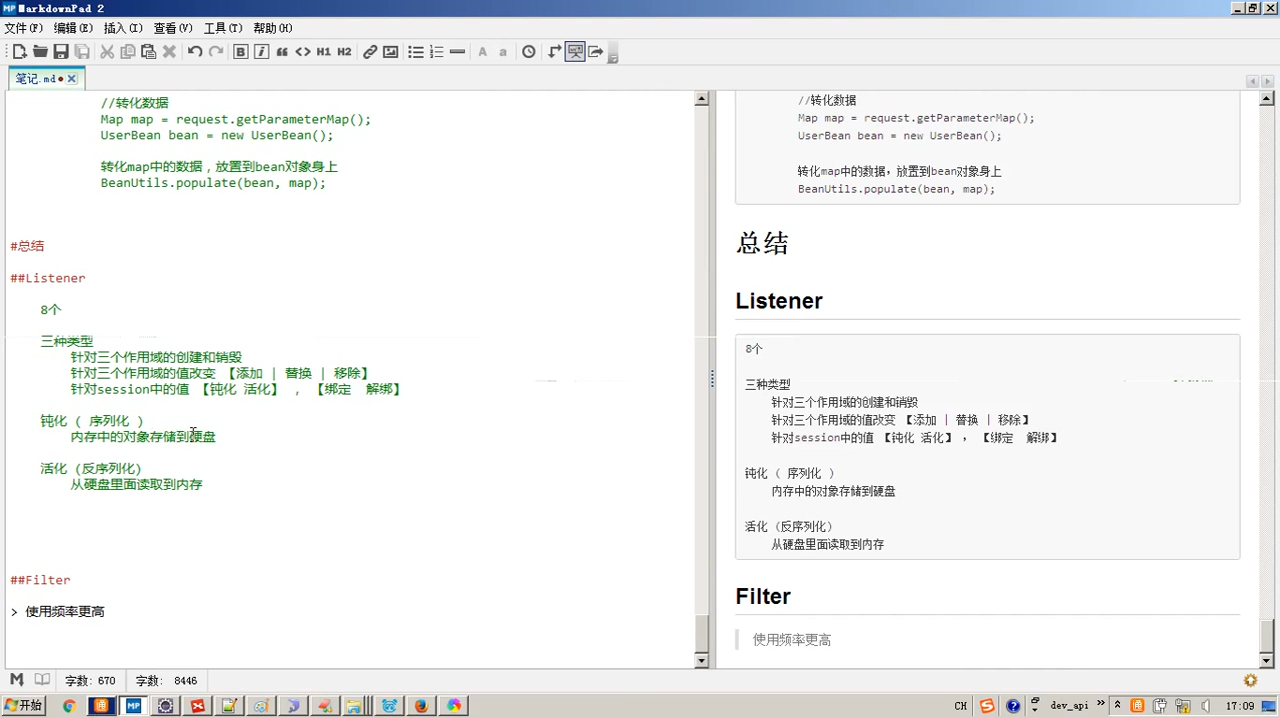 MarkdownPad 2
文件(F) 编辑(E) 插入(I) 查看(V) 工具(T) 帮助(H)
B i “ <> H1 H2 A a
笔记.md
//转化数据
Map map = request.getParameterMap();
UserBean bean = new UserBean();
转化map中的数据，放置到bean对象身上
BeanUtils.populate(bean, map);
#总结
##Listener
8个
三种类型
针对三个作用域的创建和销毁
针对三个作用域的值改变 【添加 | 替换 | 移除】
针对session中的值 【钝化 活化】 , 【绑定  解绑】
钝化 ( 序列化 )
内存中的对象存储到硬盘
活化 (反序列化)
从硬盘里面读取到内存
##Filter
> 使用频率更高
//转化数据
Map map = request.getParameterMap();
UserBean bean = new UserBean();
转化map中的数据，放置到bean对象身上
BeanUtils.populate(bean, map);
总结
Listener
8个
三种类型
针对三个作用域的创建和销毁
针对三个作用域的值改变 【添加 | 替换 | 移除】
针对session中的值 【钝化 活化】 , 【绑定  解绑】
钝化 ( 序列化 )
内存中的对象存储到硬盘
活化 (反序列化)
从硬盘里面读取到内存
Filter
使用频率更高
字数: 670 字数: 8446
开始 MP CH dev_api » 17:09